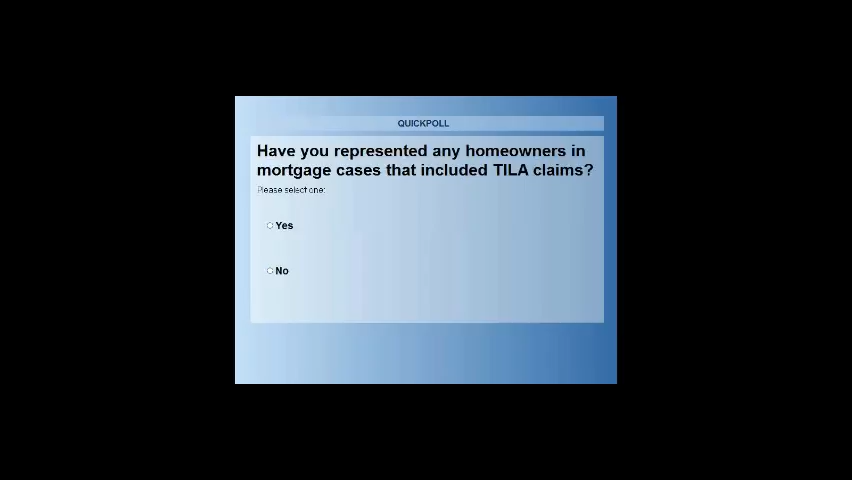 QUICKPOLL
Have you represented any homeowners in
mortgage cases that included TILA claims?
Please select one:
Yes
No